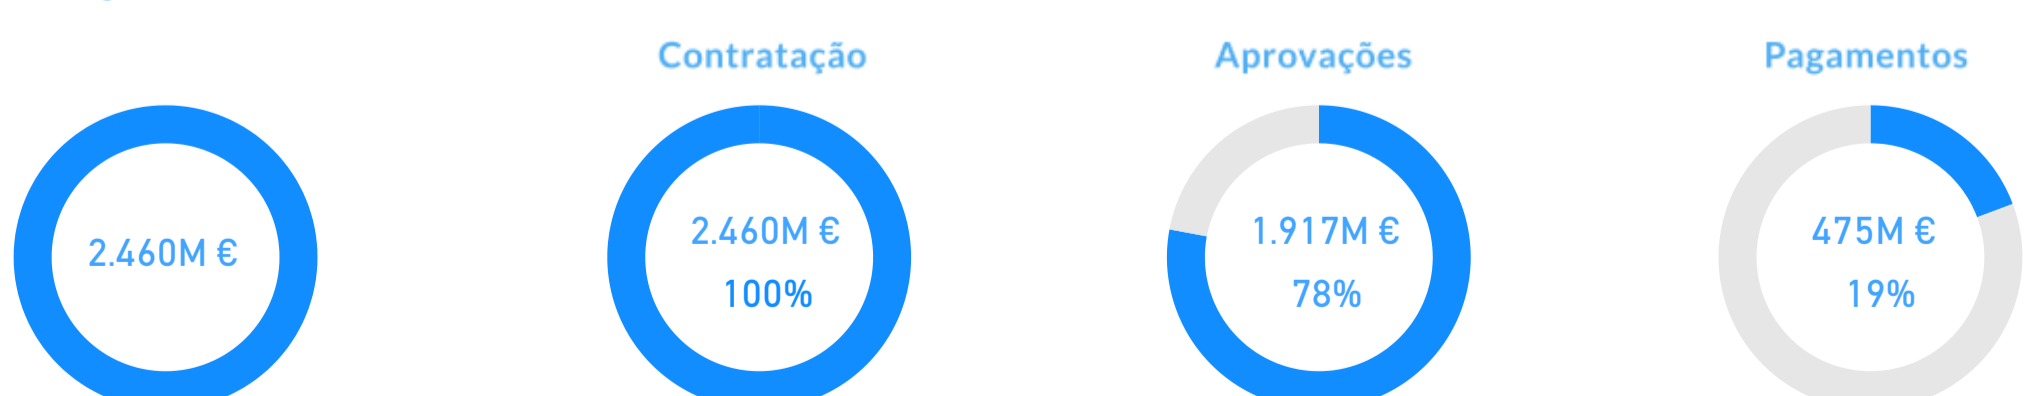 Contratação
Aprovações
Pagamentos
2.460M €
2.460M €
100%
1.917M €
78%
475M €
19%